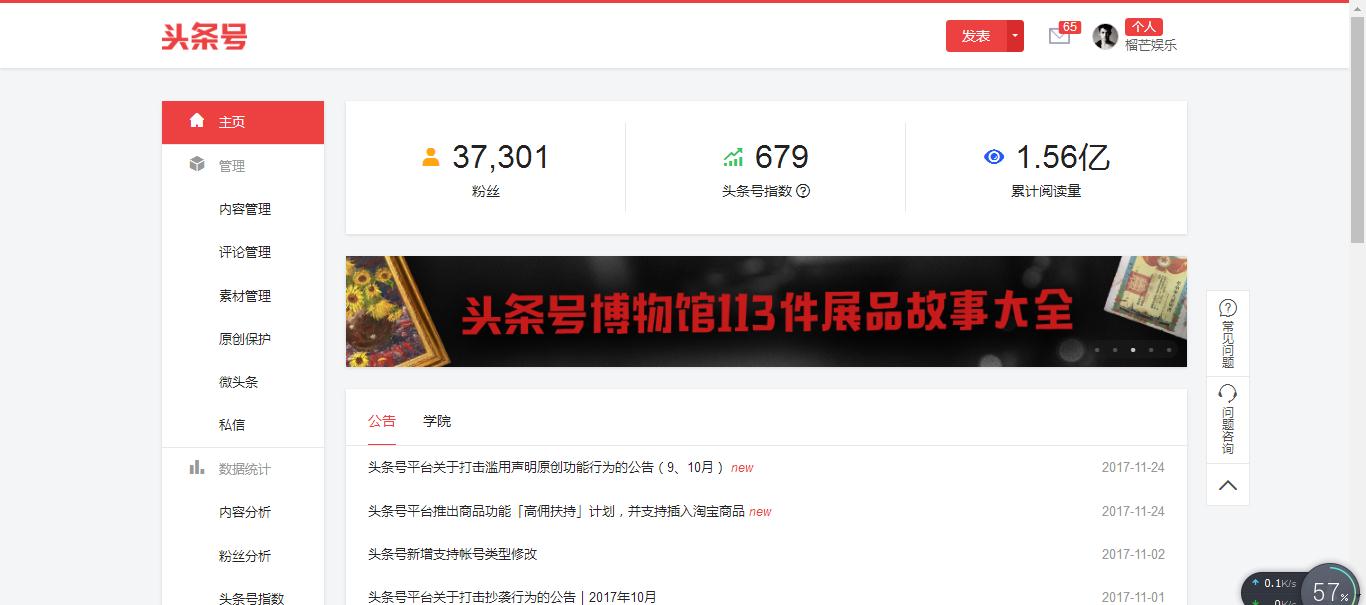 头条号
发表
65
个人
榴芒娱乐
主页
管理
内容管理
评论管理
素材管理
原创保护
微头条
私信
数据统计
内容分析
粉丝分析
头条号指数
37,301
粉丝
679
头条号指数
1.56亿
累计阅读量
头条号博物馆113件展品故事大全
公告 学院
头条号平台关于打击滥用声明原创功能行为的公告（9、10月） new 2017-11-24
头条号平台推出商品功能「高佣扶持」计划，并支持插入淘宝商品 new 2017-11-24
头条号新增支持帐号类型修改 2017-11-02
头条号平台关于打击抄袭行为的公告 | 2017年10月 2017-11-01
常见问题
问题咨询
0.1K/s
0K/s
57%